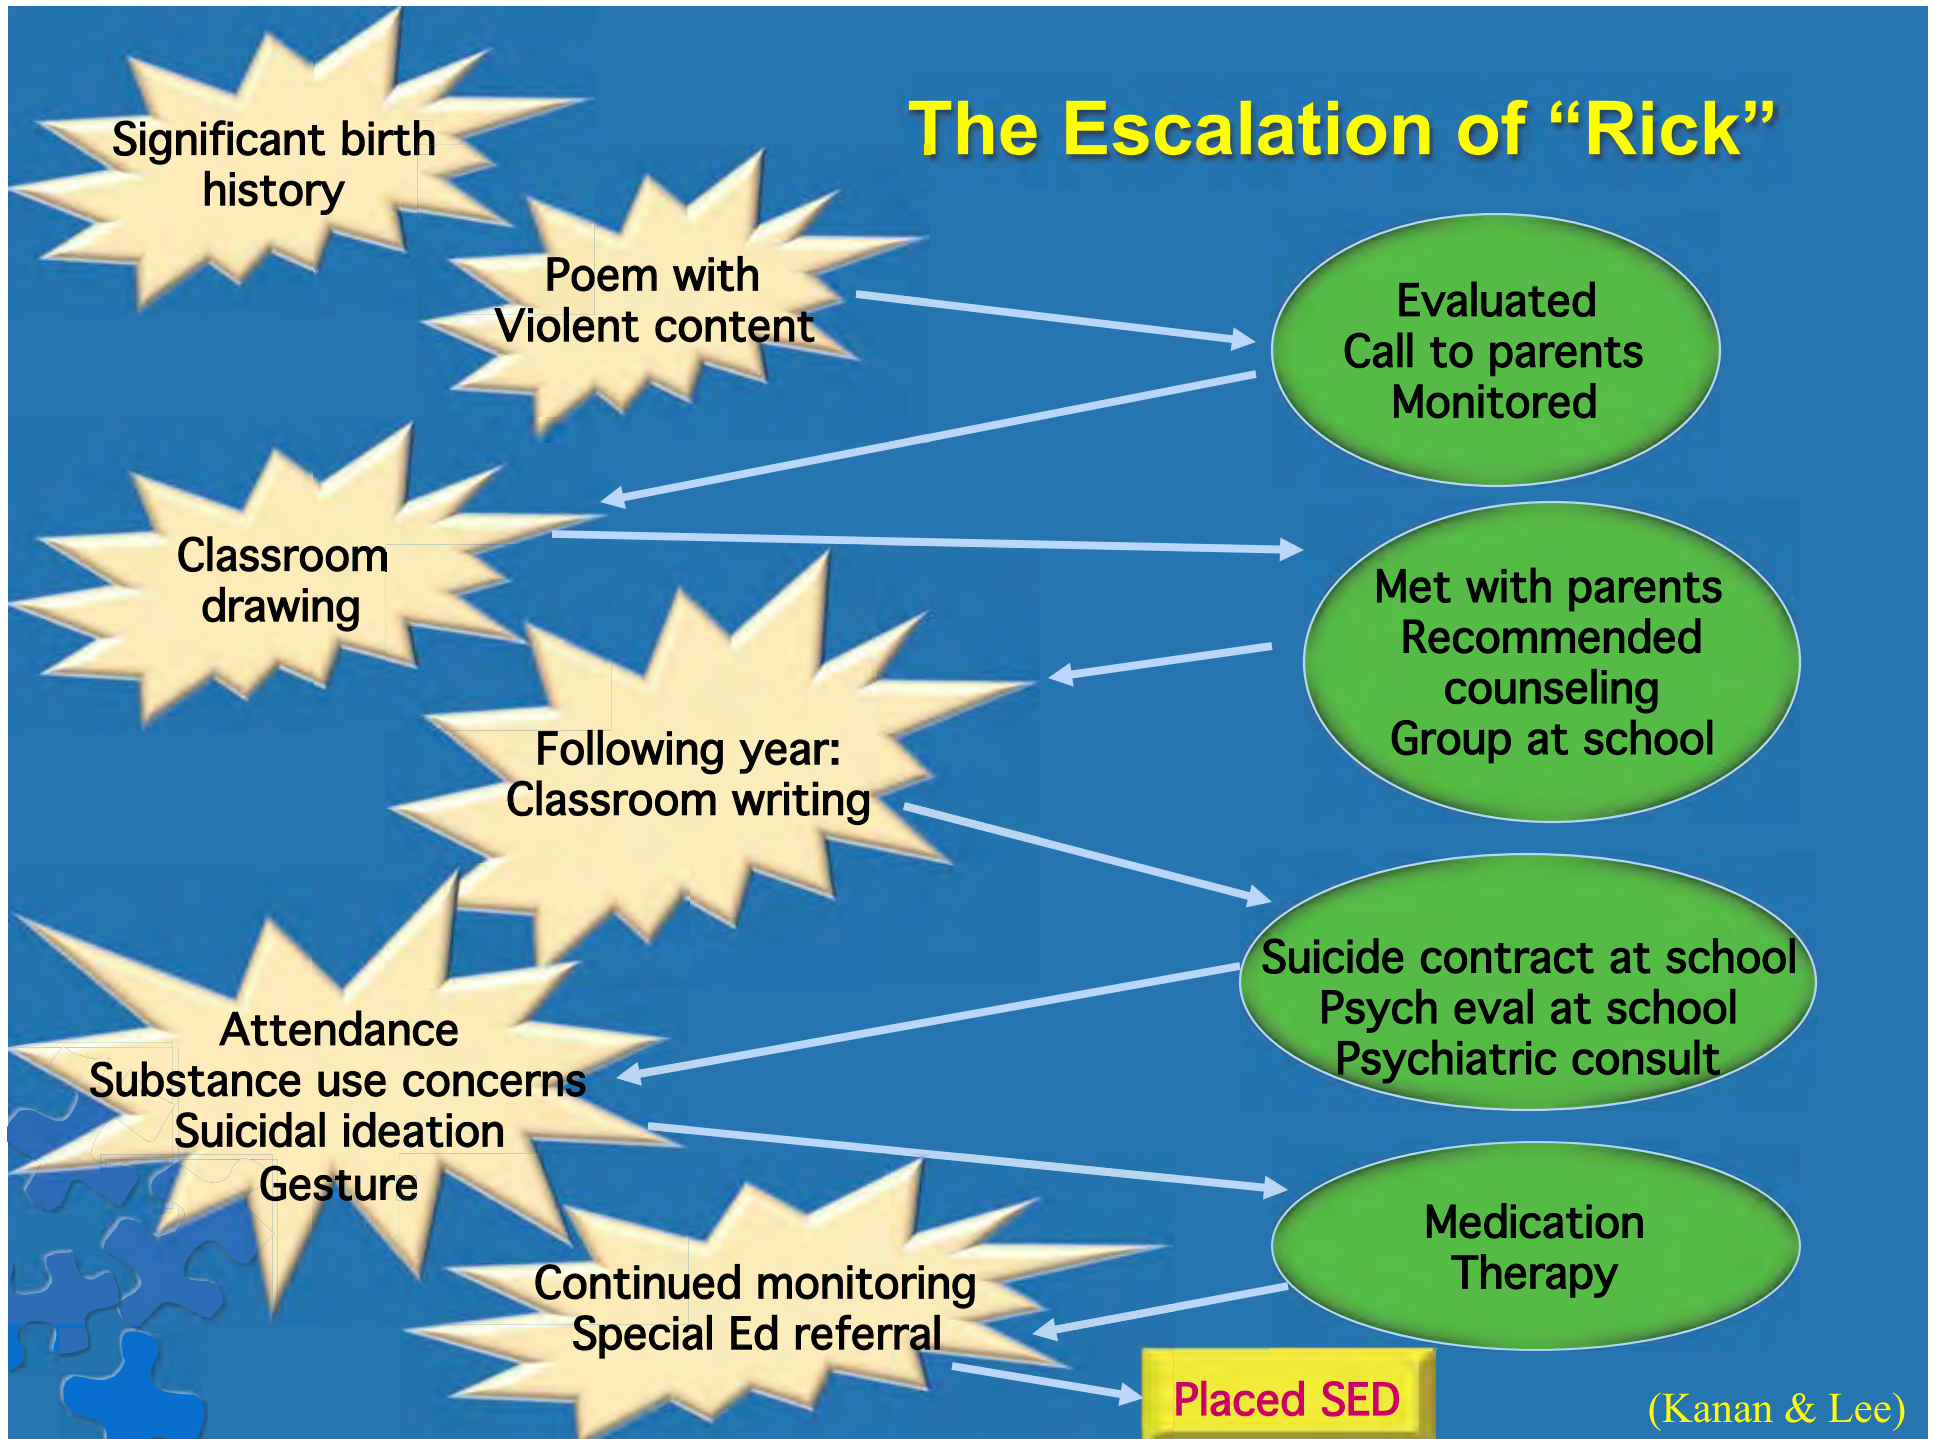 The Escalation of “Rick”
Significant birth
history
Poem with
Violent content
Evaluated
Call to parents
Monitored
Classroom
drawing
Met with parents
Recommended
counseling
Group at school
Following year:
Classroom writing
Suicide contract at school
Psych eval at school
Psychiatric consult
Attendance
Substance use concerns
Suicidal ideation
Gesture
Medication
Therapy
Continued monitoring
Special Ed referral
Placed SED
(Kanan & Lee)